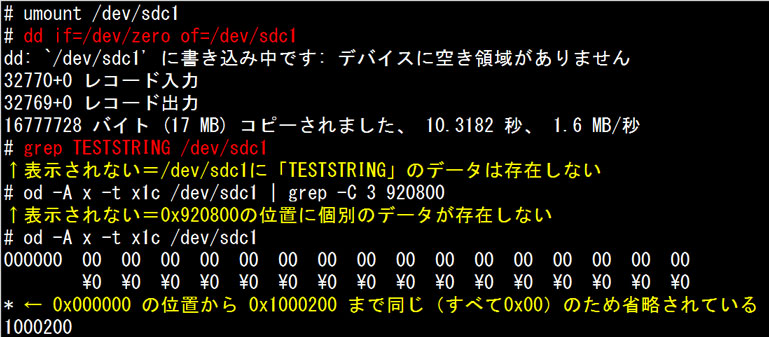 # umount /dev/sdc1
# dd if=/dev/zero of=/dev/sdc1
dd: `/dev/sdc1' に書き込み中です: デバイスに空き領域がありません
32770+0 レコード入力
32769+0 レコード出力
16777728 バイト (17 MB) コピーされました、 10.3182 秒、 1.6 MB/秒
# grep TESTSTRING /dev/sdc1
↑表示されない＝/dev/sdc1に「TESTSTRING」のデータは存在しない
# od -A x -t x1c /dev/sdc1 | grep -C 3 920800
↑表示されない＝0x920800の位置に個別のデータが存在しない
# od -A x -t x1c /dev/sdc1
000000  00  00  00  00  00  00  00  00  00  00  00  00  00  00  00  00
¥0  ¥0  ¥0  ¥0  ¥0  ¥0  ¥0  ¥0  ¥0  ¥0  ¥0  ¥0  ¥0  ¥0  ¥0  ¥0
* ← 0x000000 の位置から 0x1000200 まで同じ（すべて0x00）のため省略されている
1000200